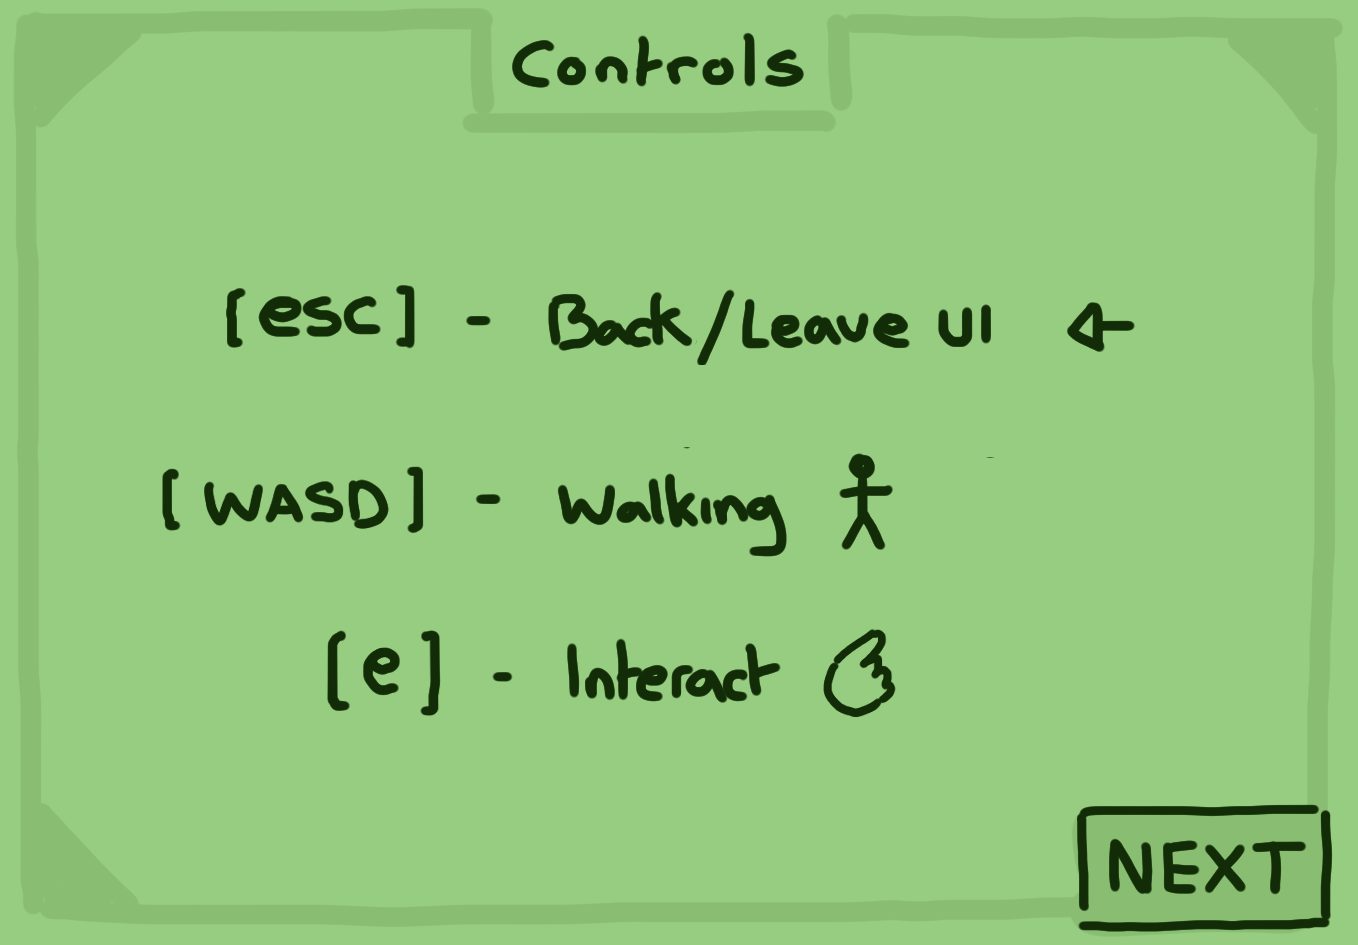 Controls
[esc] - Back/Leave UI
[WASD] - Walking
[e] - Interact
NEXT